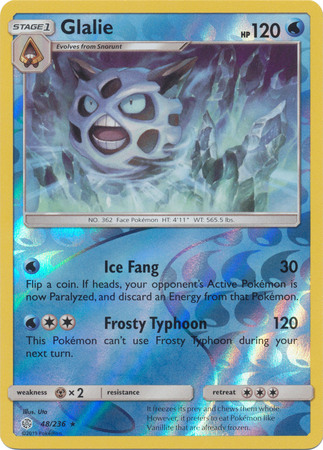 STAGE 1 Glalie HP 120
Evolves from Snorunt
NO. 362 Face Pokémon HT. 4'11" WT. 565.5 lbs.
Ice Fang 30
Flip a coin. If heads, your opponent's Active Pokémon is
now Paralyzed, and discard an Energy from that Pokémon.
Frosty Typhoon 120
This Pokémon can't use Frosty Typhoon during your
next turn.
weakness × 2 resistance retreat
Illus. Uta
48/236 ★
©2019 Pokémon
It freezes its prey and chews them whole.
However, it prefers to eat Pokémon like
Vanillite that are already frozen.